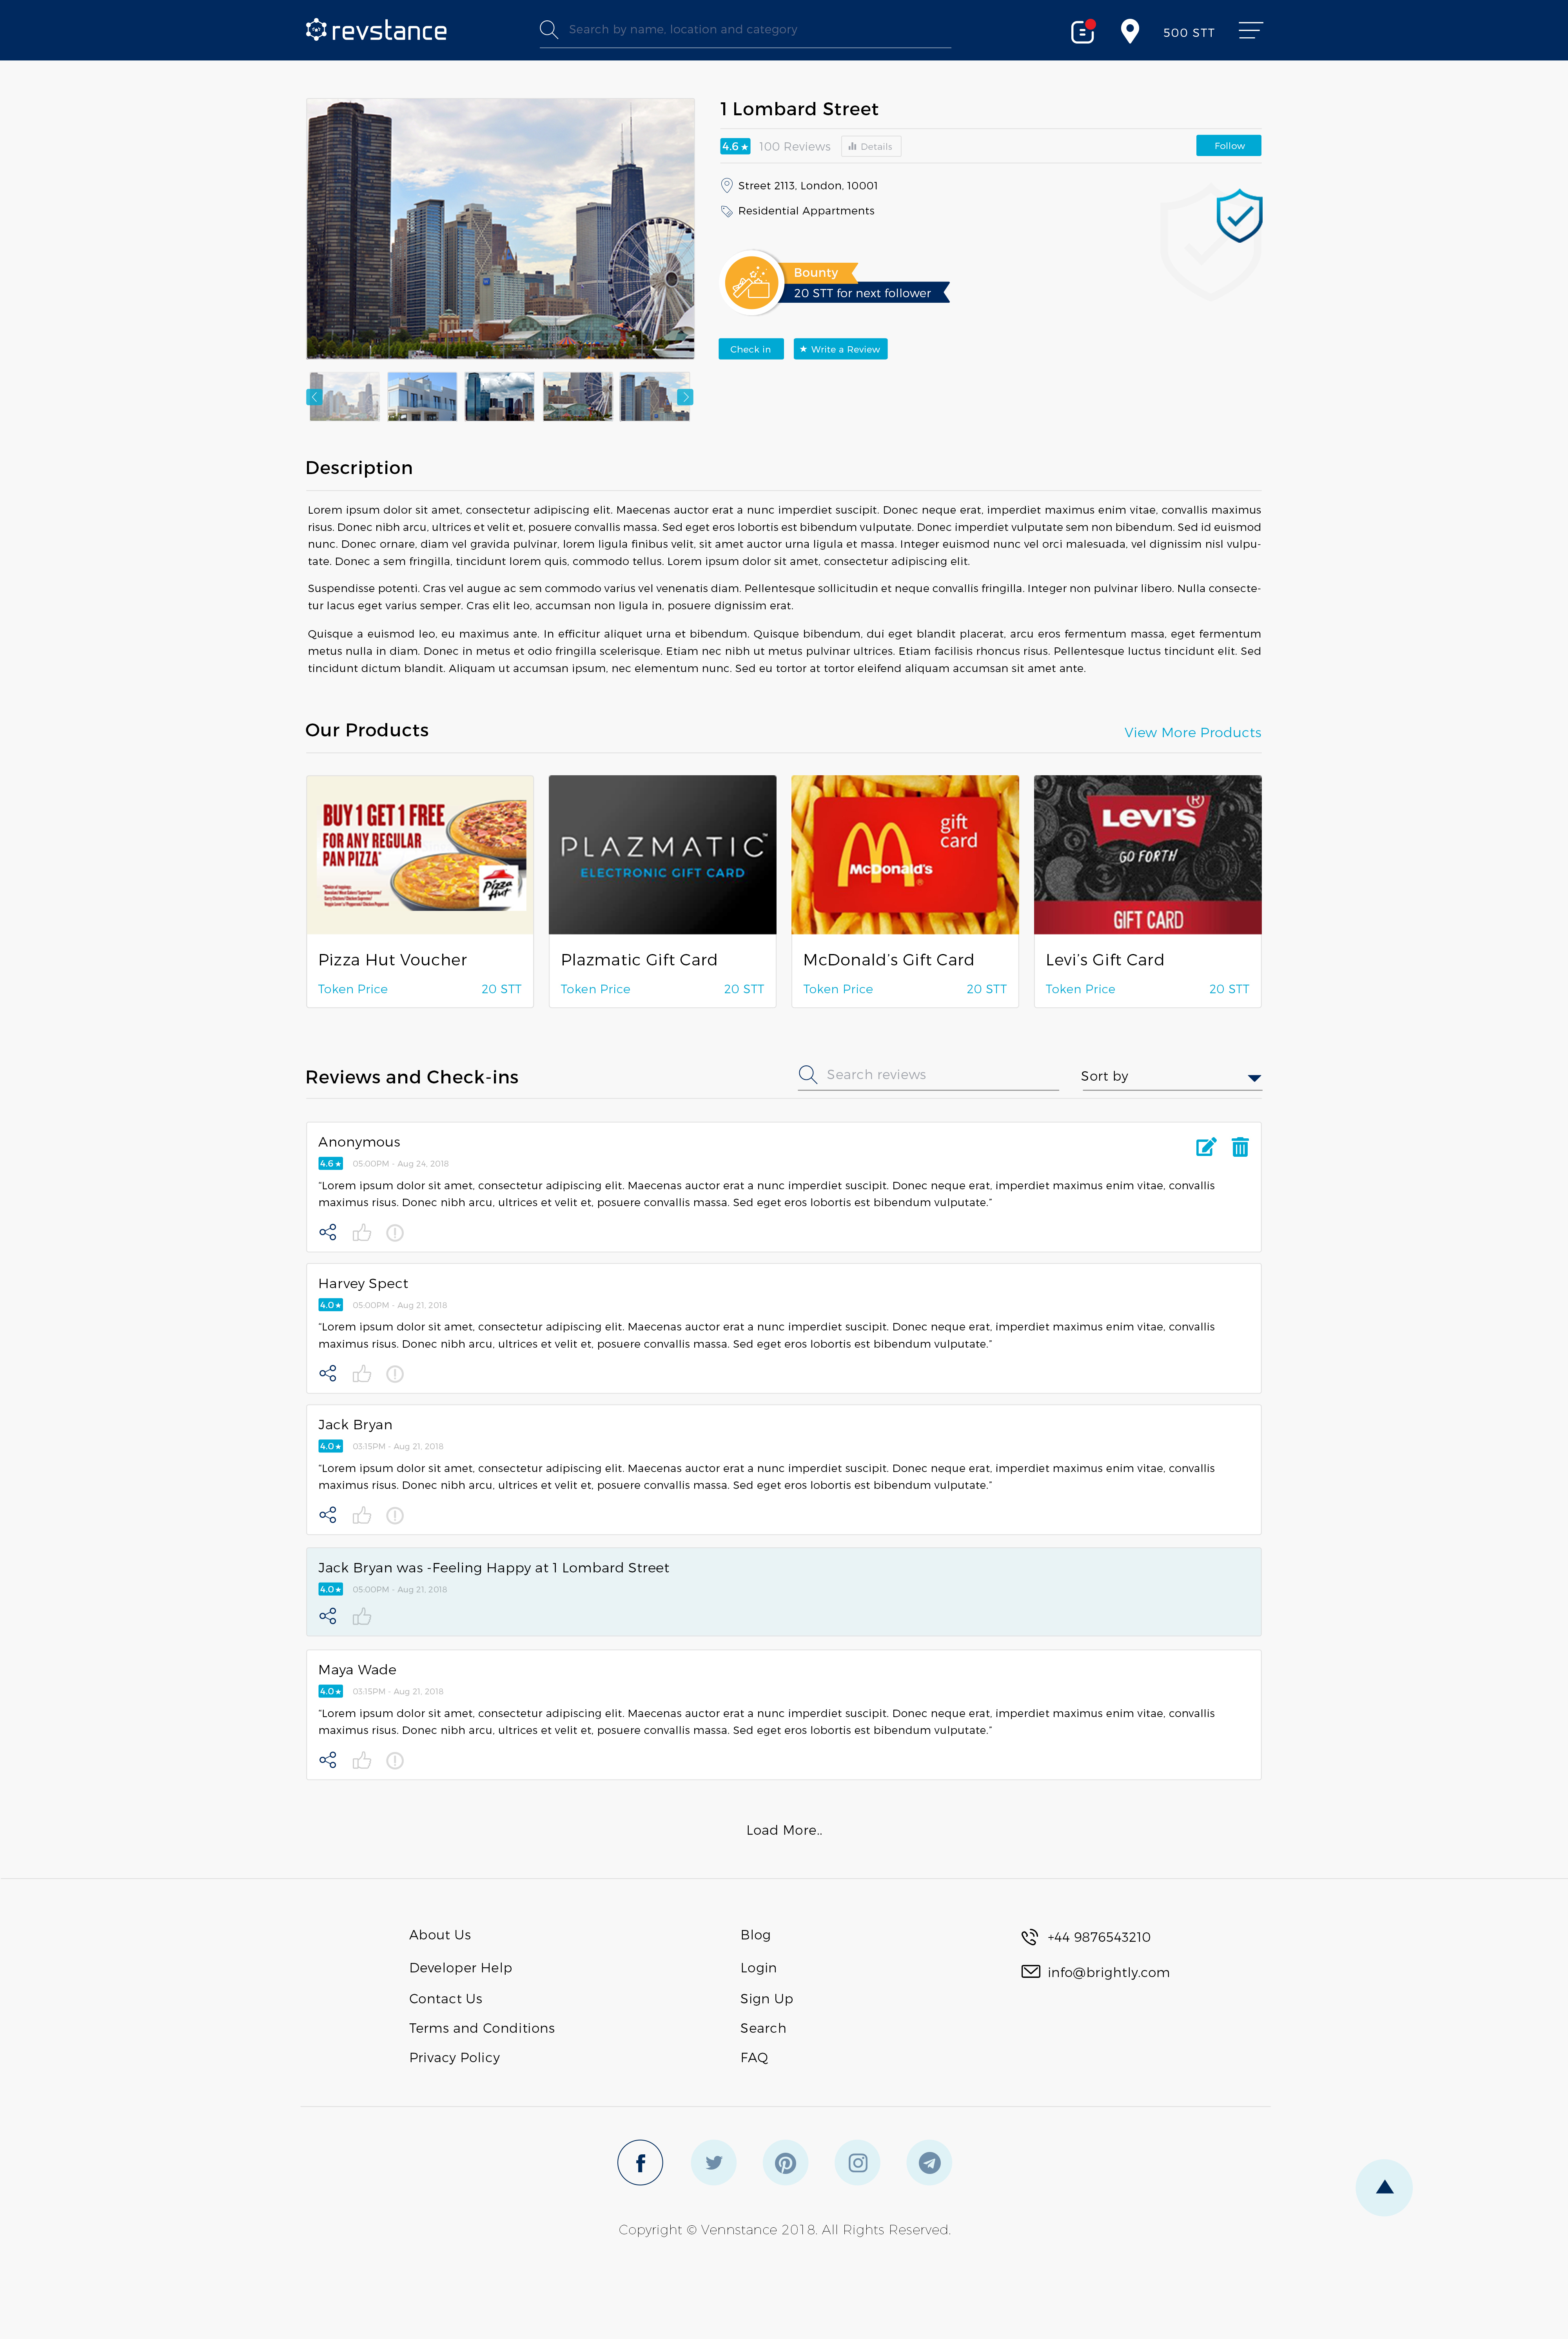 revstance
Search by name, location and category
500 STT
1 Lombard Street
4.6 ★ 100 Reviews Details
Follow
Street 2113, London, 10001
Residential Appartments
Bounty
20 STT for next follower
Check in
★ Write a Review
Description
Lorem ipsum dolor sit amet, consectetur adipiscing elit. Maecenas auctor erat a nunc imperdiet suscipit. Donec neque erat, imperdiet maximus enim vitae, convallis maximus
risus. Donec nibh arcu, ultrices et velit et, posuere convallis massa. Sed eget eros lobortis est bibendum vulputate. Donec imperdiet vulputate sem non bibendum. Sed id euismod
nunc. Donec ornare, diam vel gravida pulvinar, lorem ligula finibus velit, sit amet auctor urna ligula et massa. Integer euismod nunc vel orci malesuada, vel dignissim nisl vulpu-
tate. Donec a sem fringilla, tincidunt lorem quis, commodo tellus. Lorem ipsum dolor sit amet, consectetur adipiscing elit.
Suspendisse potenti. Cras vel augue ac sem commodo varius vel venenatis diam. Pellentesque sollicitudin et neque convallis fringilla. Integer non pulvinar libero. Nulla consecte-
tur lacus eget varius semper. Cras elit leo, accumsan non ligula in, posuere dignissim erat.
Quisque a euismod leo, eu maximus ante. In efficitur aliquet urna et bibendum. Quisque bibendum, dui eget blandit placerat, arcu eros fermentum massa, eget fermentum
metus nulla in diam. Donec in metus et odio fringilla scelerisque. Etiam nec nibh ut metus pulvinar ultrices. Etiam facilisis rhoncus risus. Pellentesque luctus tincidunt elit. Sed
tincidunt dictum blandit. Aliquam ut accumsan ipsum, nec elementum nunc. Sed eu tortor at tortor eleifend aliquam accumsan sit amet ante.
Our Products
View More Products
BUY 1 GET 1 FREE
FOR ANY REGULAR
PAN PIZZA*
Pizza
Hut
Pizza Hut Voucher
Token Price 20 STT
PLAZMATIC™
ELECTRONIC GIFT CARD
Plazmatic Gift Card
Token Price 20 STT
gift
card
McDonald's
McDonald's Gift Card
Token Price 20 STT
LEVI'S®
GO FORTH
GIFT CARD
Levi's Gift Card
Token Price 20 STT
Reviews and Check-ins
Search reviews
Sort by
Anonymous
4.6 ★ 05:00PM - Aug 24, 2018
"Lorem ipsum dolor sit amet, consectetur adipiscing elit. Maecenas auctor erat a nunc imperdiet suscipit. Donec neque erat, imperdiet maximus enim vitae, convallis
maximus risus. Donec nibh arcu, ultrices et velit et, posuere convallis massa. Sed eget eros lobortis est bibendum vulputate."
Harvey Spect
4.0 ★ 05:00PM - Aug 21, 2018
"Lorem ipsum dolor sit amet, consectetur adipiscing elit. Maecenas auctor erat a nunc imperdiet suscipit. Donec neque erat, imperdiet maximus enim vitae, convallis
maximus risus. Donec nibh arcu, ultrices et velit et, posuere convallis massa. Sed eget eros lobortis est bibendum vulputate."
Jack Bryan
4.0 ★ 03:15PM - Aug 21, 2018
"Lorem ipsum dolor sit amet, consectetur adipiscing elit. Maecenas auctor erat a nunc imperdiet suscipit. Donec neque erat, imperdiet maximus enim vitae, convallis
maximus risus. Donec nibh arcu, ultrices et velit et, posuere convallis massa. Sed eget eros lobortis est bibendum vulputate."
Jack Bryan was -Feeling Happy at 1 Lombard Street
4.0 ★ 05:00PM - Aug 21, 2018
Maya Wade
4.0 ★ 03:15PM - Aug 21, 2018
"Lorem ipsum dolor sit amet, consectetur adipiscing elit. Maecenas auctor erat a nunc imperdiet suscipit. Donec neque erat, imperdiet maximus enim vitae, convallis
maximus risus. Donec nibh arcu, ultrices et velit et, posuere convallis massa. Sed eget eros lobortis est bibendum vulputate."
Load More..
About Us
Developer Help
Contact Us
Terms and Conditions
Privacy Policy
Blog
Login
Sign Up
Search
FAQ
+44 9876543210
info@brightly.com
Copyright © Vennstance 2018. All Rights Reserved.